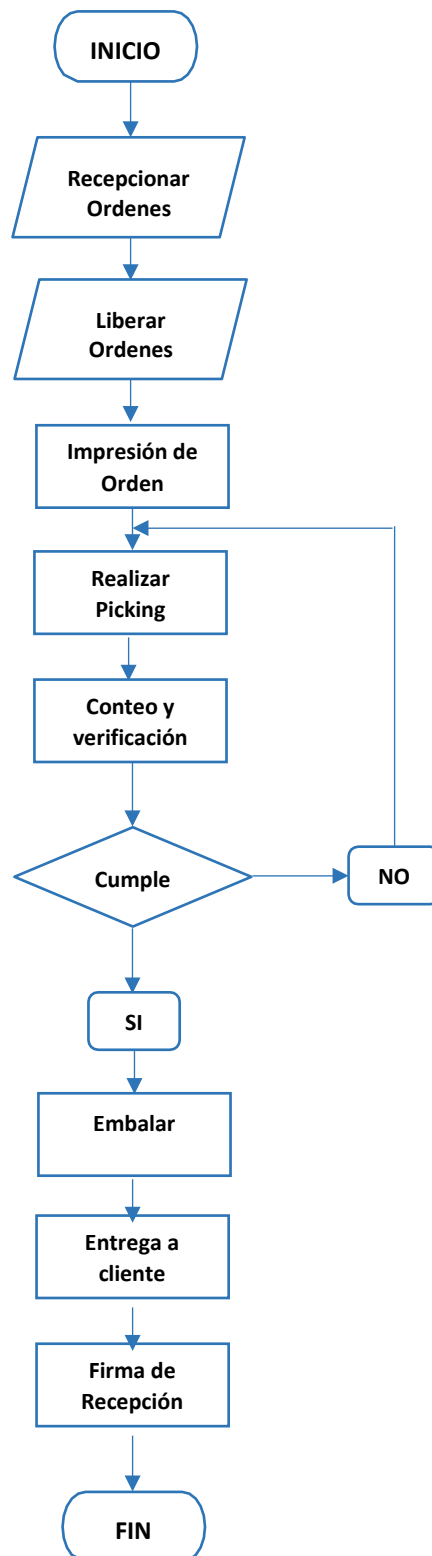 INICIO
Recepcionar
Ordenes
Liberar
Ordenes
Impresión de
Orden
Realizar
Picking
Conteo y
verificación
Cumple
NO
SI
Embalar
Entrega a
cliente
Firma de
Recepción
FIN